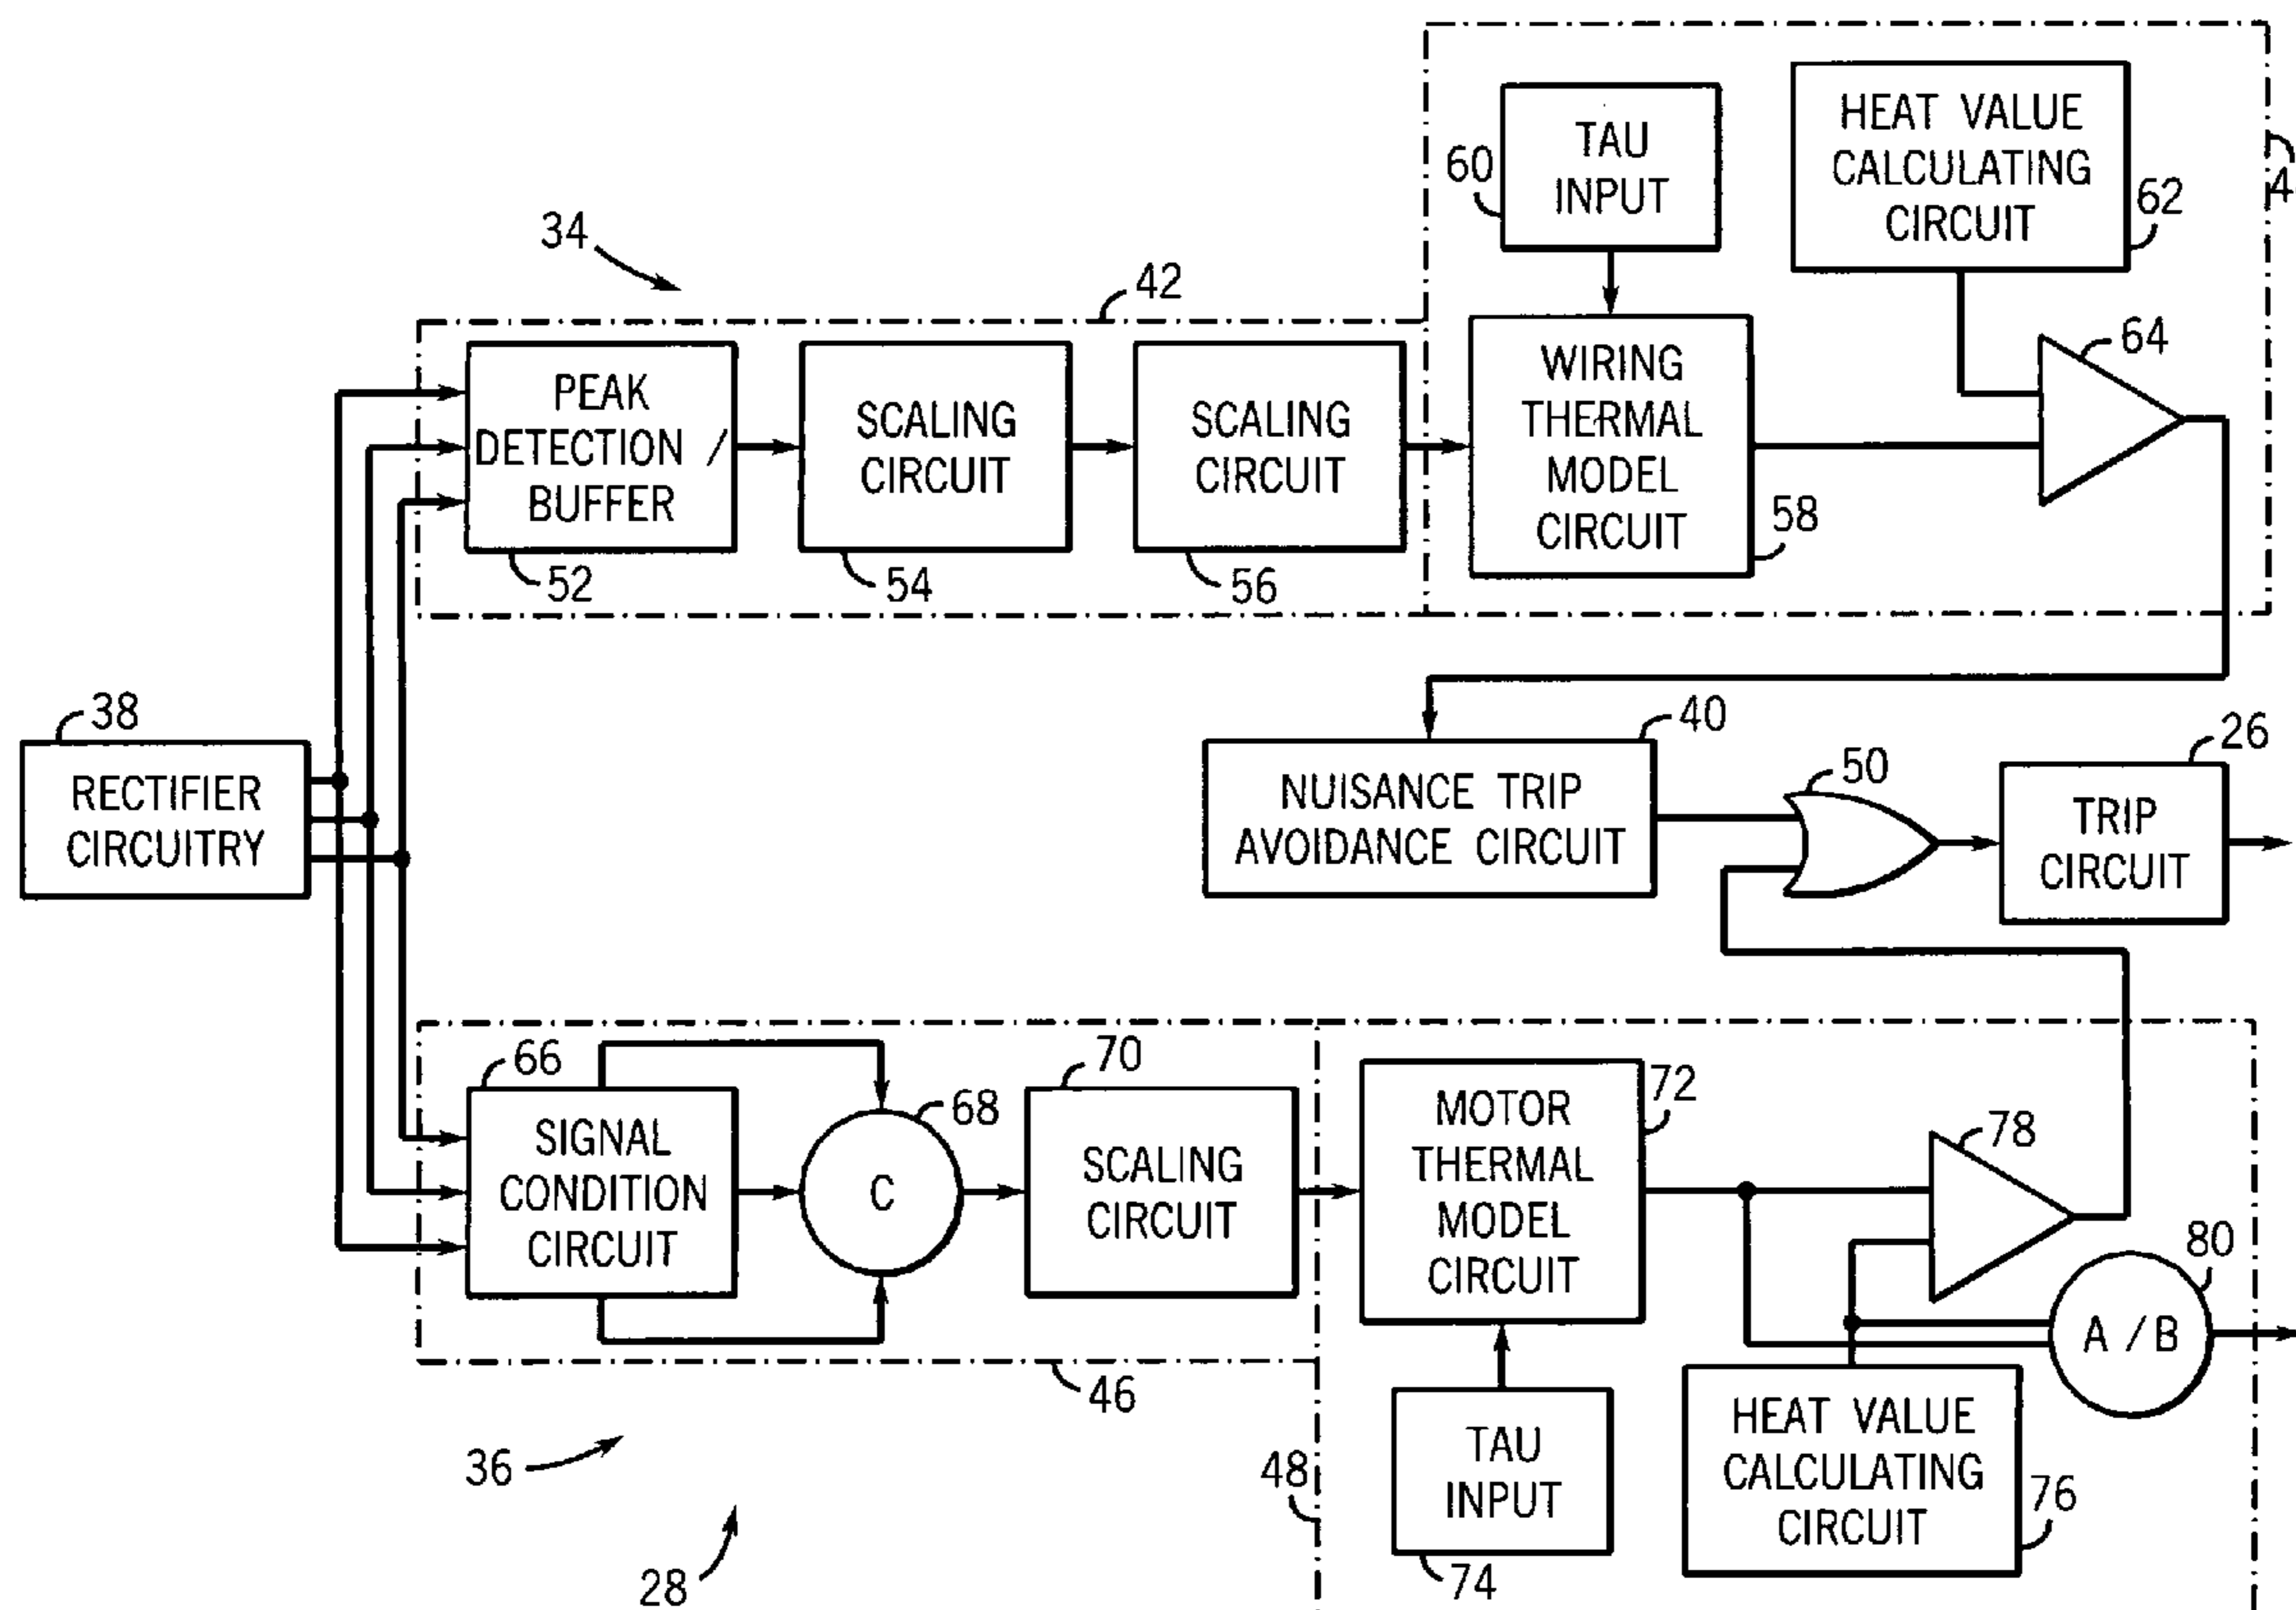 TAU
INPUT
60
HEAT VALUE
CALCULATING
CIRCUIT
62
4
34
42
64
PEAK
DETECTION /
BUFFER
52
SCALING
CIRCUIT
54
SCALING
CIRCUIT
56
WIRING
THERMAL
MODEL
CIRCUIT
58
38
RECTIFIER
CIRCUITRY
40
NUISANCE TRIP
AVOIDANCE CIRCUIT
50
26
TRIP
CIRCUIT
66
SIGNAL
CONDITION
CIRCUIT
68
C
70
SCALING
CIRCUIT
72
MOTOR
THERMAL
MODEL
CIRCUIT
78
80
A / B
46
36
48
TAU
INPUT
74
HEAT VALUE
CALCULATING
CIRCUIT
76
28